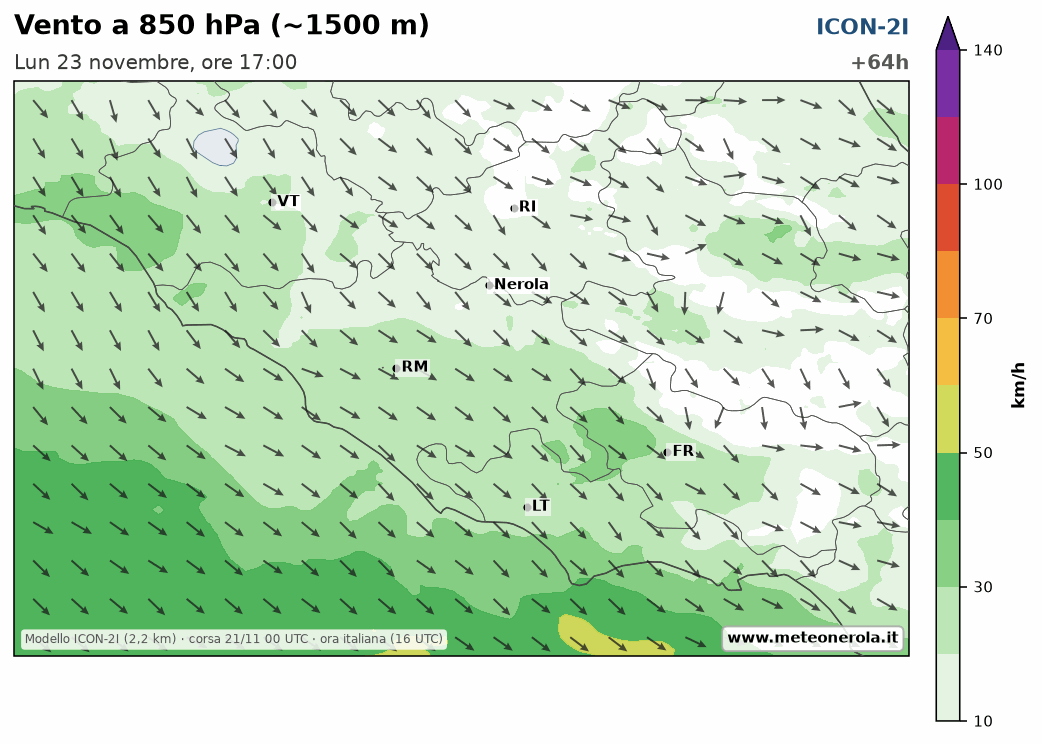 Vento a 850 hPa (~1500 m)
ICON-2I
Lun 23 novembre, ore 17:00
+64h
140
VT
RI
100
Nerola
70
RM
km/h
FR
50
LT
30
Modello ICON-2I (2,2 km) · corsa 21/11 00 UTC · ora italiana (16 UTC)
www.meteonerola.it
10